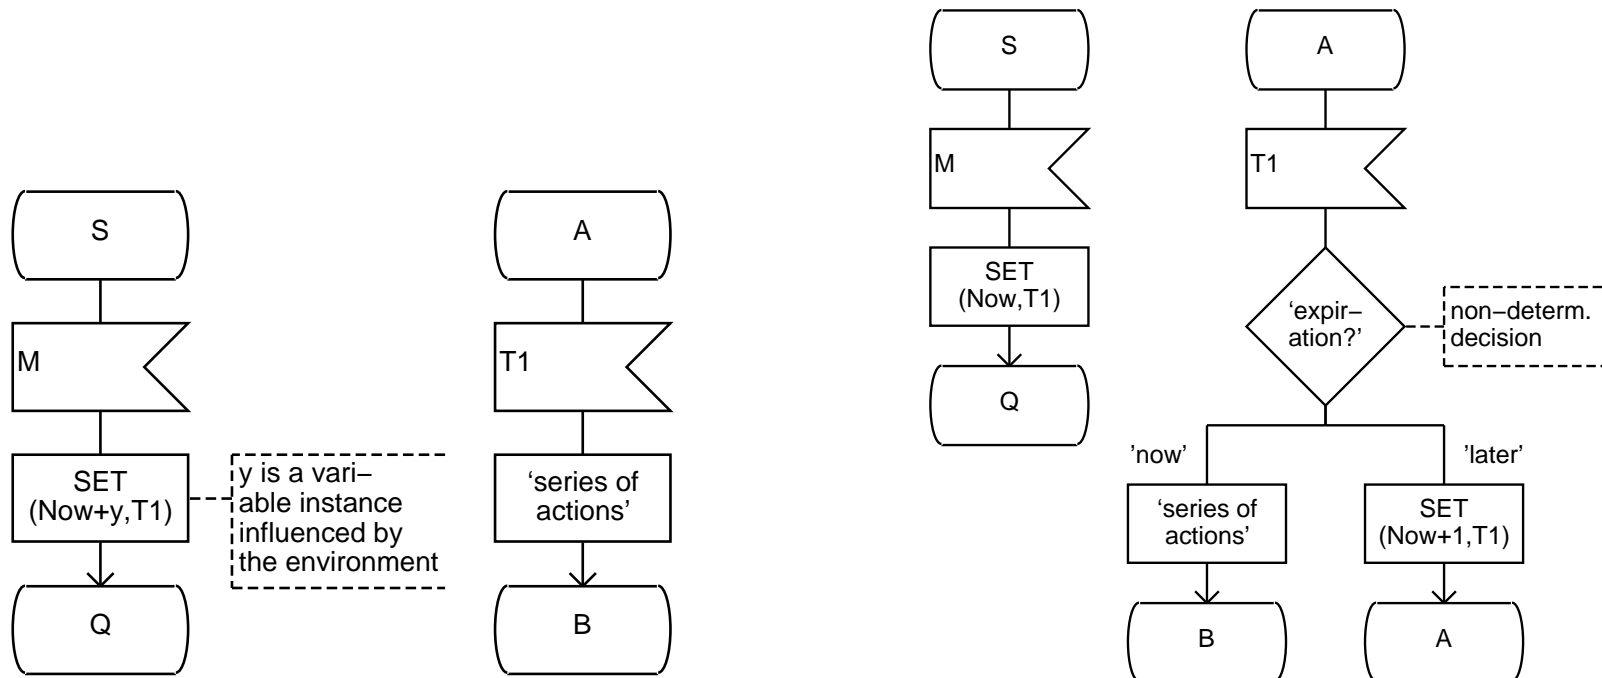 S
M
SET
(Now+y,T1)
y is a vari–
able instance
influenced by
the environment
Q
A
T1
‘series of
actions’
B
S
M
SET
(Now,T1)
Q
A
T1
‘expir–
ation?’
non–determ.
decision
'now'
'later'
‘series of
actions’
SET
(Now+1,T1)
B
A